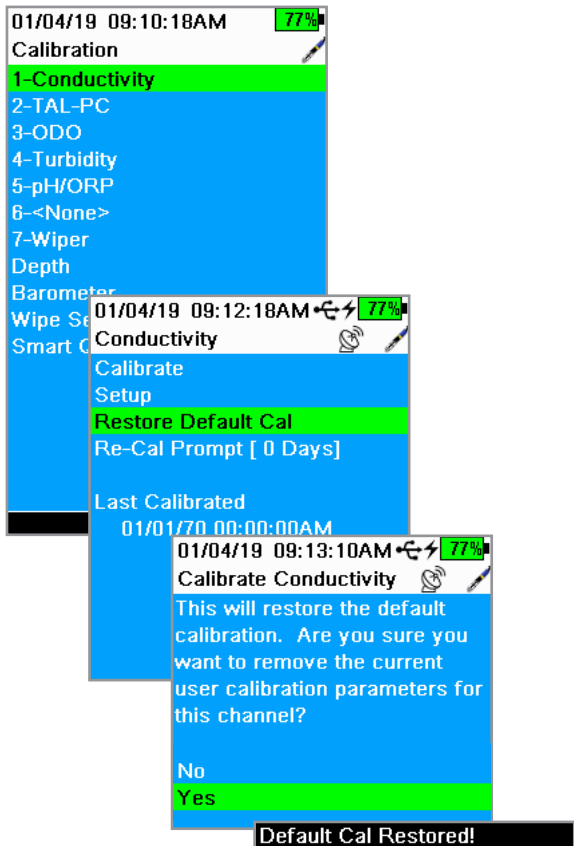 01/04/19 09:10:18AM 77%
Calibration
1-Conductivity
2-TAL-PC
3-ODO
4-Turbidity
5-pH/ORP
6-<None>
7-Wiper
Depth
Barometer
Wipe
Smart
01/04/19 09:12:18AM 77%
Conductivity
Calibrate
Setup
Restore Default Cal
Re-Cal Prompt [ 0 Days]
Last Calibrated
01/01/70 00:00:00AM
01/04/19 09:13:10AM 77%
Calibrate Conductivity
This will restore the default
calibration. Are you sure you
want to remove the current
user calibration parameters for
this channel?
No
Yes
Default Cal Restored!